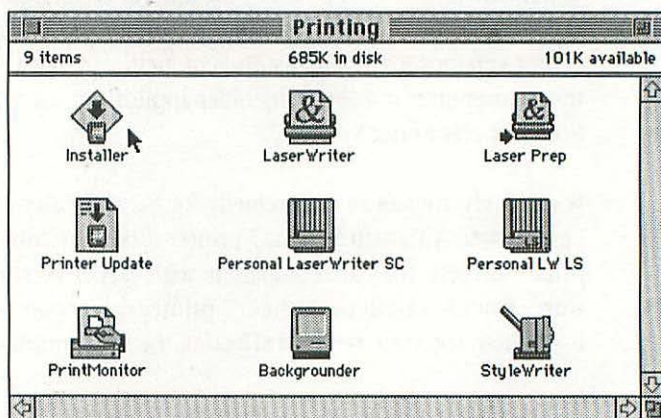 Printing
9 items 685K in disk 101K available
Installer LaserWriter Laser Prep
Printer Update Personal LaserWriter SC Personal LW LS
PrintMonitor Backgrounder StyleWriter